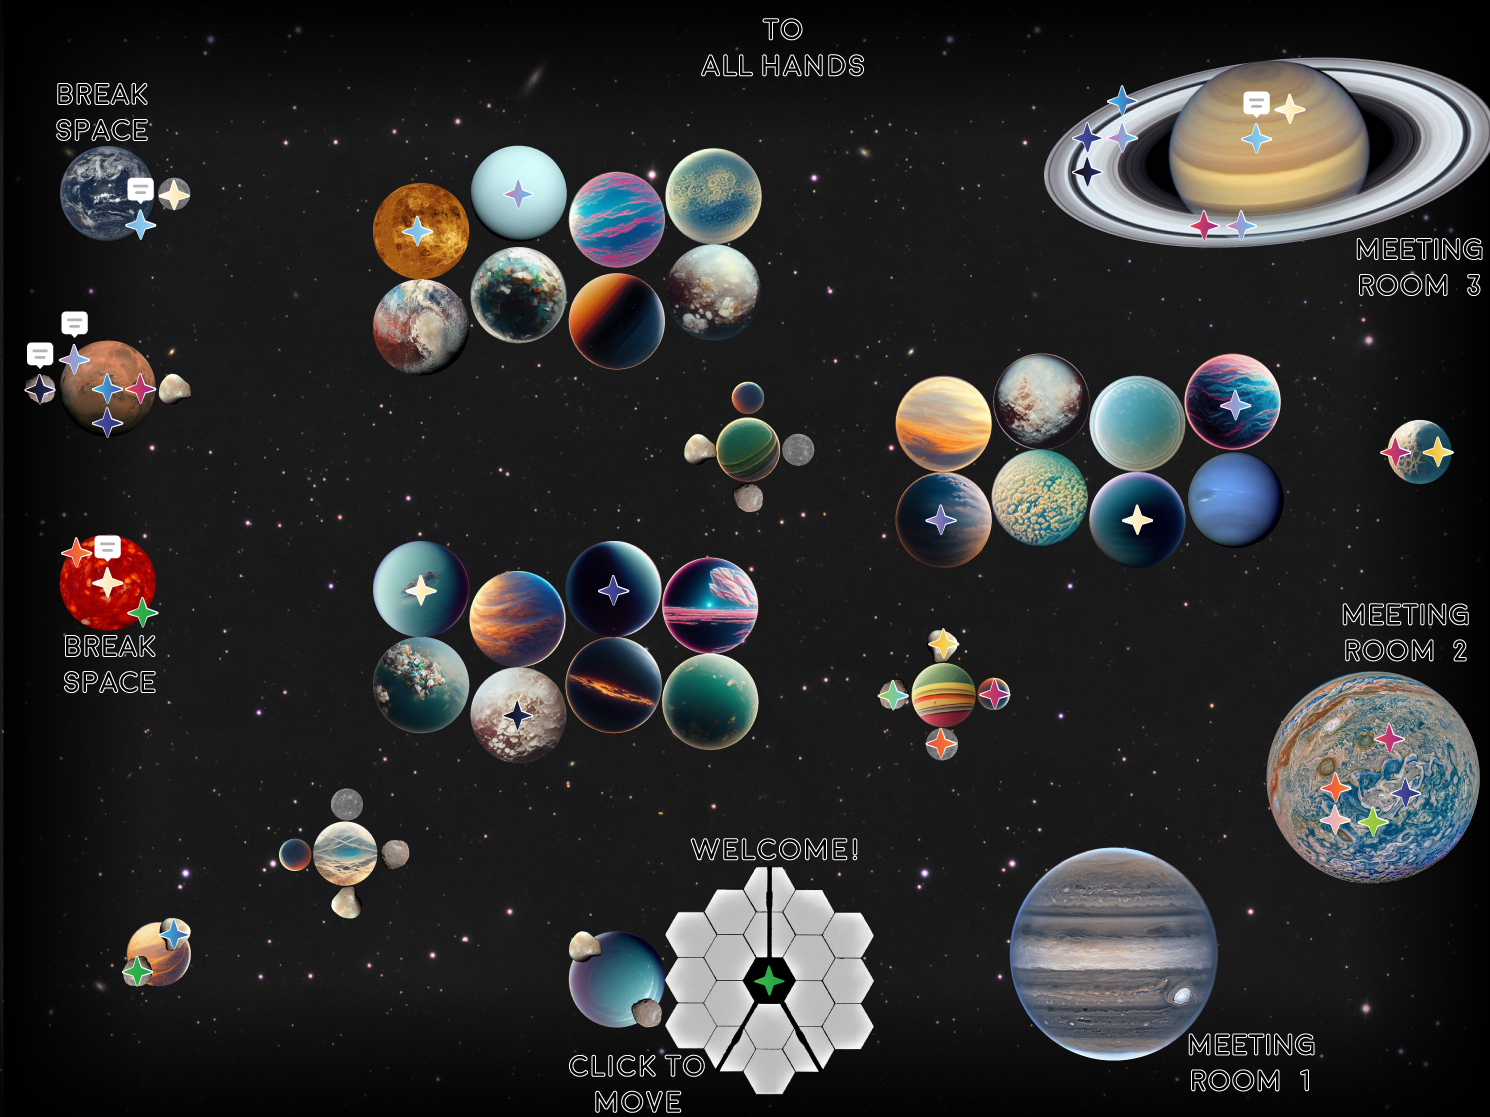 TO
ALL HANDS
BREAK
SPACE
MEETING
ROOM 3
BREAK
SPACE
MEETING
ROOM 2
WELCOME!
CLICK TO
MOVE
MEETING
ROOM 1